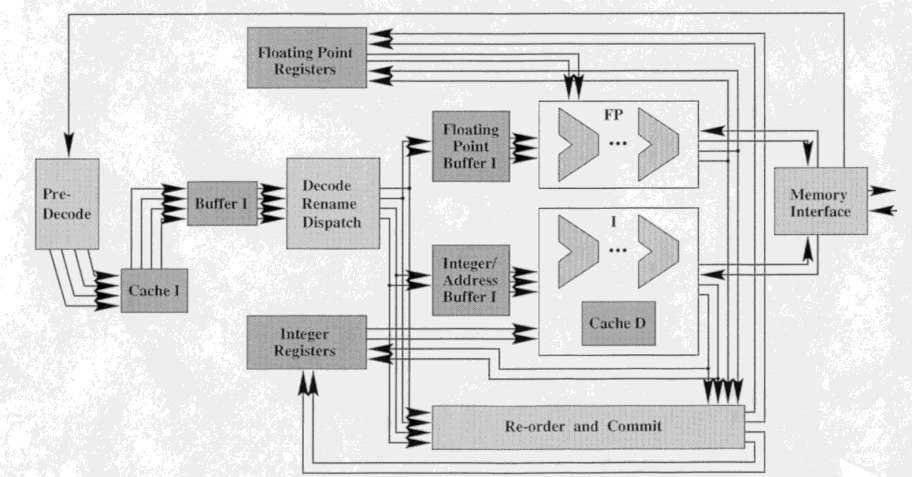 Floating Point
Registers
Floating
Point
Buffer I
FP
Pre-
Decode
Buffer I
Decode
Rename
Dispatch
Memory
Interface
Cache I
Integer/
Address
Buffer I
I
Cache D
Integer
Registers
Re-order and Commit